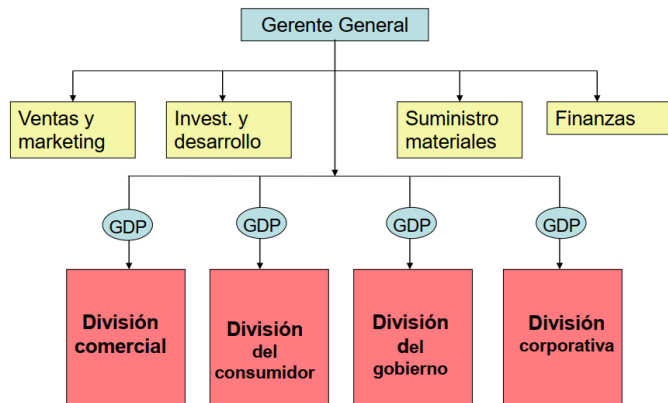 Gerente General
Ventas y
marketing
Invest. y
desarrollo
Suministro
materiales
Finanzas
GDP
GDP
GDP
GDP
División
comercial
División
del
consumidor
División
del
gobierno
División
corporativa